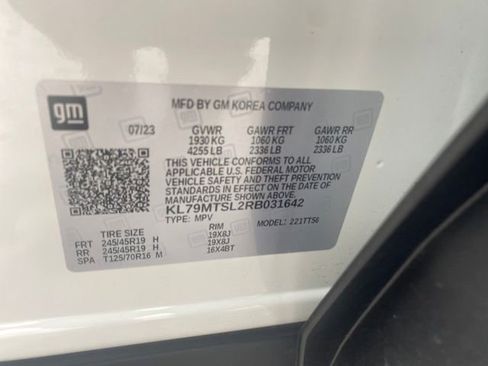 gm
MFD BY GM KOREA COMPANY
07/23 GVWR GAWR FRT GAWR RR
1930 KG 1060 KG 1060 KG
4255 LB 2336 LB 2336 LB
THIS VEHICLE CONFORMS TO ALL
APPLICABLE U.S. FEDERAL MOTOR
VEHICLE SAFETY, BUMPER, AND THEFT
PREVENTION STANDARDS IN EFFECT ON
THE DATE OF MANUFACTURE SHOWN ABOVE.
KL79MTSL2RB031642
TYPE: MPV MODEL: 221TTS6
TIRE SIZE RIM
FRT 245/45R19 H 19X8J
RR 245/45R19 H 19X8J
SPA T125/70R16 M 16X4BT